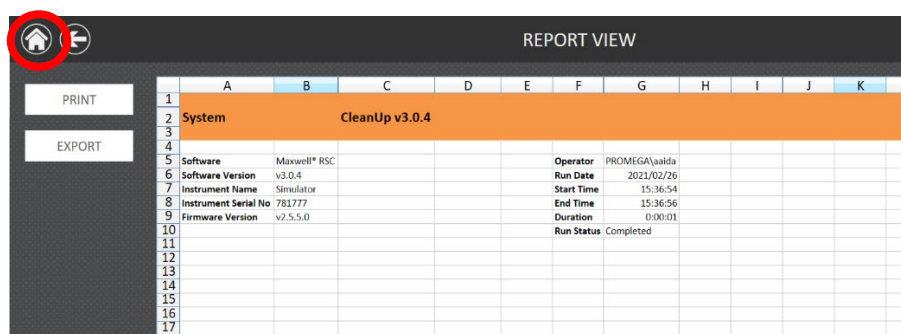 REPORT VIEW
PRINT
EXPORT
A B C D E F G H I J K
1
2 System CleanUp v3.0.4
3
4
5 Software Maxwell® RSC Operator PROMEGA\aaida
6 Software Version v3.0.4 Run Date 2021/02/26
7 Instrument Name Simulator Start Time 15:36:54
8 Instrument Serial No 781777 End Time 15:36:56
9 Firmware Version v2.5.5.0 Duration 0:00:01
10 Run Status Completed
11
12
13
14
15
16
17